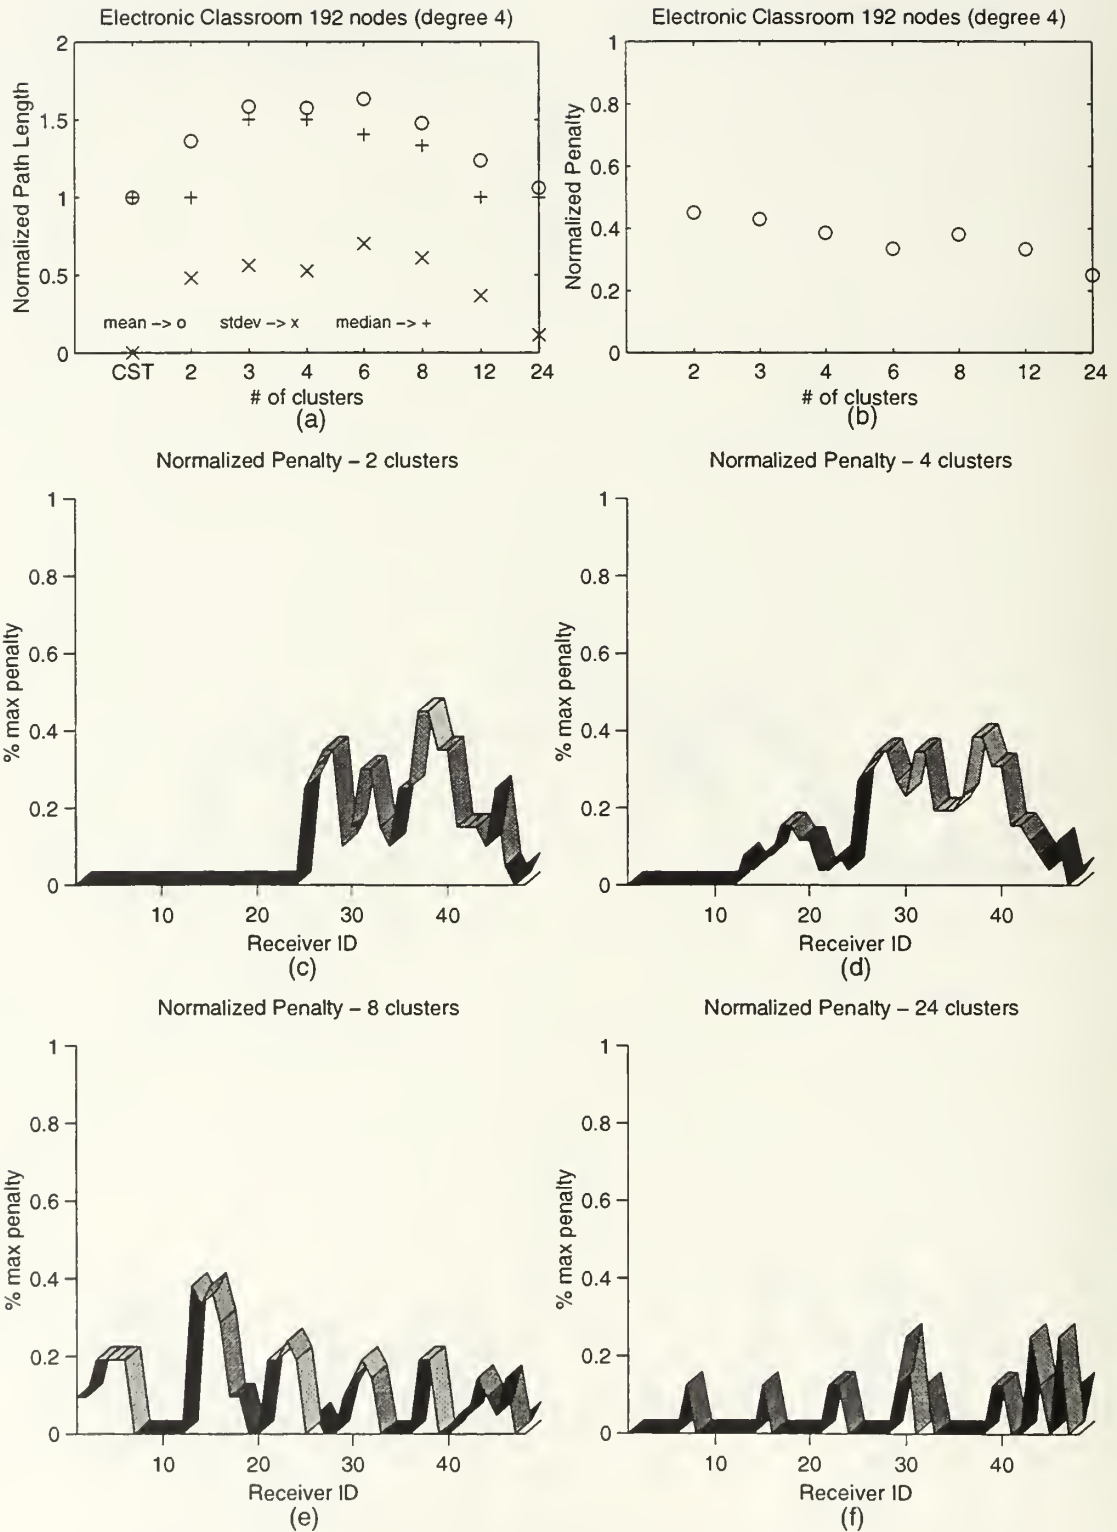 Electronic Classroom 192 nodes (degree 4)
Normalized Path Length
2
1.5
1
0.5
0
mean –> o
stdev –> x
median –> +
CST
2
3
4
6
8
12
24
# of clusters
(a)
Electronic Classroom 192 nodes (degree 4)
Normalized Penalty
1
0.8
0.6
0.4
0.2
0
2
3
4
6
8
12
24
# of clusters
(b)
Normalized Penalty – 2 clusters
% max penalty
1
0.8
0.6
0.4
0.2
0
10
20
30
40
Receiver ID
(c)
Normalized Penalty – 4 clusters
% max penalty
1
0.8
0.6
0.4
0.2
0
10
20
30
40
Receiver ID
(d)
Normalized Penalty – 8 clusters
% max penalty
1
0.8
0.6
0.4
0.2
0
10
20
30
40
Receiver ID
(e)
Normalized Penalty – 24 clusters
% max penalty
1
0.8
0.6
0.4
0.2
0
10
20
30
40
Receiver ID
(f)